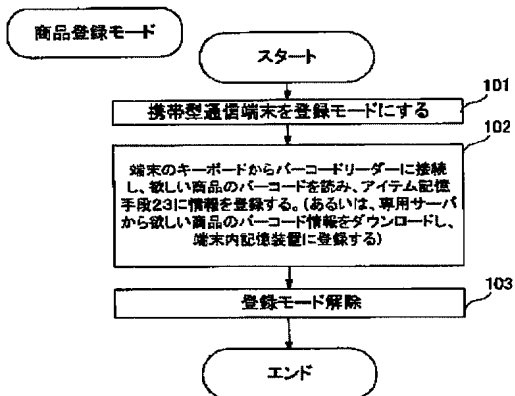 商品登録モード
スタート
101
携帯型通信端末を登録モードにする
102
端末のキーボードからバーコードリーダーに接続
し、欲しい商品のバーコードを読み、アイテム記憶
手段23に情報を登録する。(あるいは、専用サーバ
から欲しい商品のバーコード情報をダウンロードし、
端末内記憶装置に登録する)
103
登録モード解除
エンド